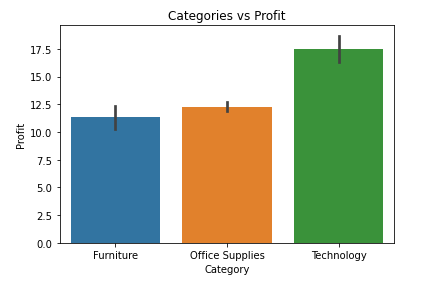 Categories vs Profit
17.5
15.0
12.5
10.0
7.5
5.0
2.5
0.0
Profit
Furniture
Office Supplies
Technology
Category